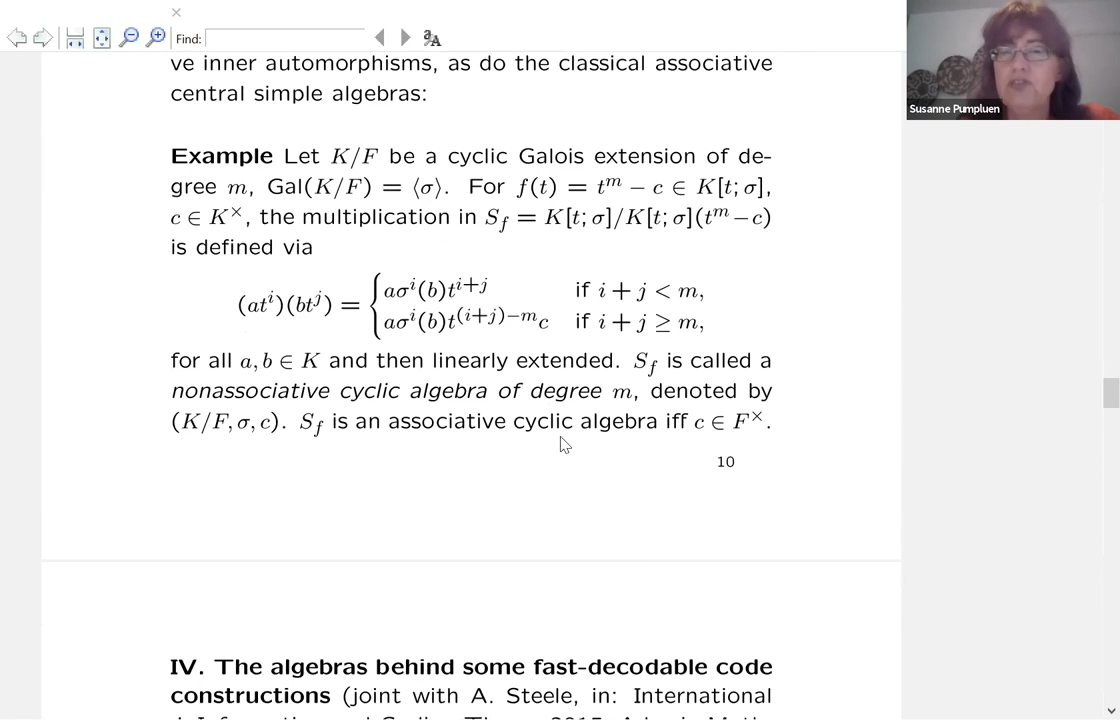 Find:
Susanne Pumpluen
ve inner automorphisms, as do the classical associative
central simple algebras:
Example Let K/F be a cyclic Galois extension of de-
gree m, Gal(K/F) = ⟨σ⟩. For f(t) = t^m − c ∈ K[t; σ],
c ∈ K^×, the multiplication in S_f = K[t; σ]/K[t; σ](t^m − c)
is defined via
(at^i)(bt^j) = { aσ^i(b)t^{i+j} if i + j < m,
aσ^i(b)t^{(i+j)−m}c if i + j ≥ m,
for all a, b ∈ K and then linearly extended. S_f is called a
nonassociative cyclic algebra of degree m, denoted by
(K/F, σ, c). S_f is an associative cyclic algebra iff c ∈ F^×.
10
IV. The algebras behind some fast-decodable code
constructions (joint with A. Steele, in: International